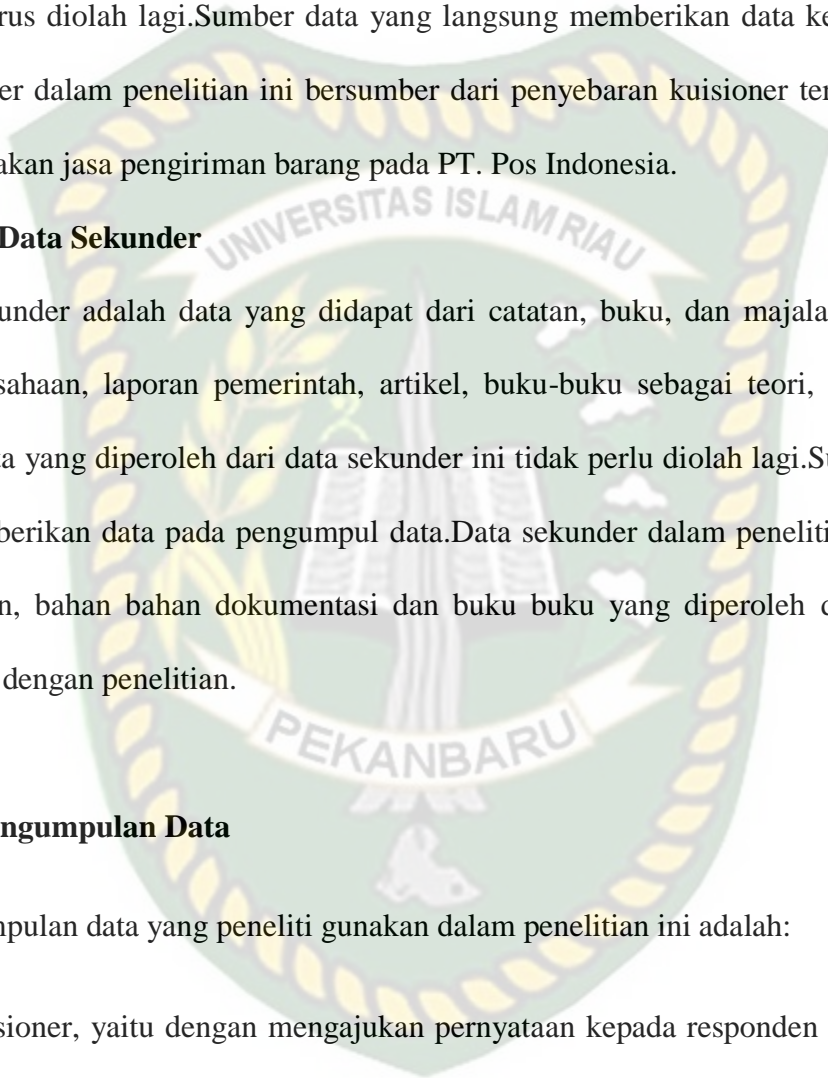 rus diolah lagi.Sumber data yang langsung memberikan data ke
er dalam penelitian ini bersumber dari penyebaran kuisioner ter
akan jasa pengiriman barang pada PT. Pos Indonesia.
UNIVERSITAS ISLAM RIAU
Data Sekunder
under adalah data yang didapat dari catatan, buku, dan majala
sahaan, laporan pemerintah, artikel, buku-buku sebagai teori,
ta yang diperoleh dari data sekunder ini tidak perlu diolah lagi.Su
berikan data pada pengumpul data.Data sekunder dalam peneliti
n, bahan bahan dokumentasi dan buku buku yang diperoleh d
dengan penelitian.
PEKANBARU
ngumpulan Data
mpulan data yang peneliti gunakan dalam penelitian ini adalah:
sioner, yaitu dengan mengajukan pernyataan kepada responden